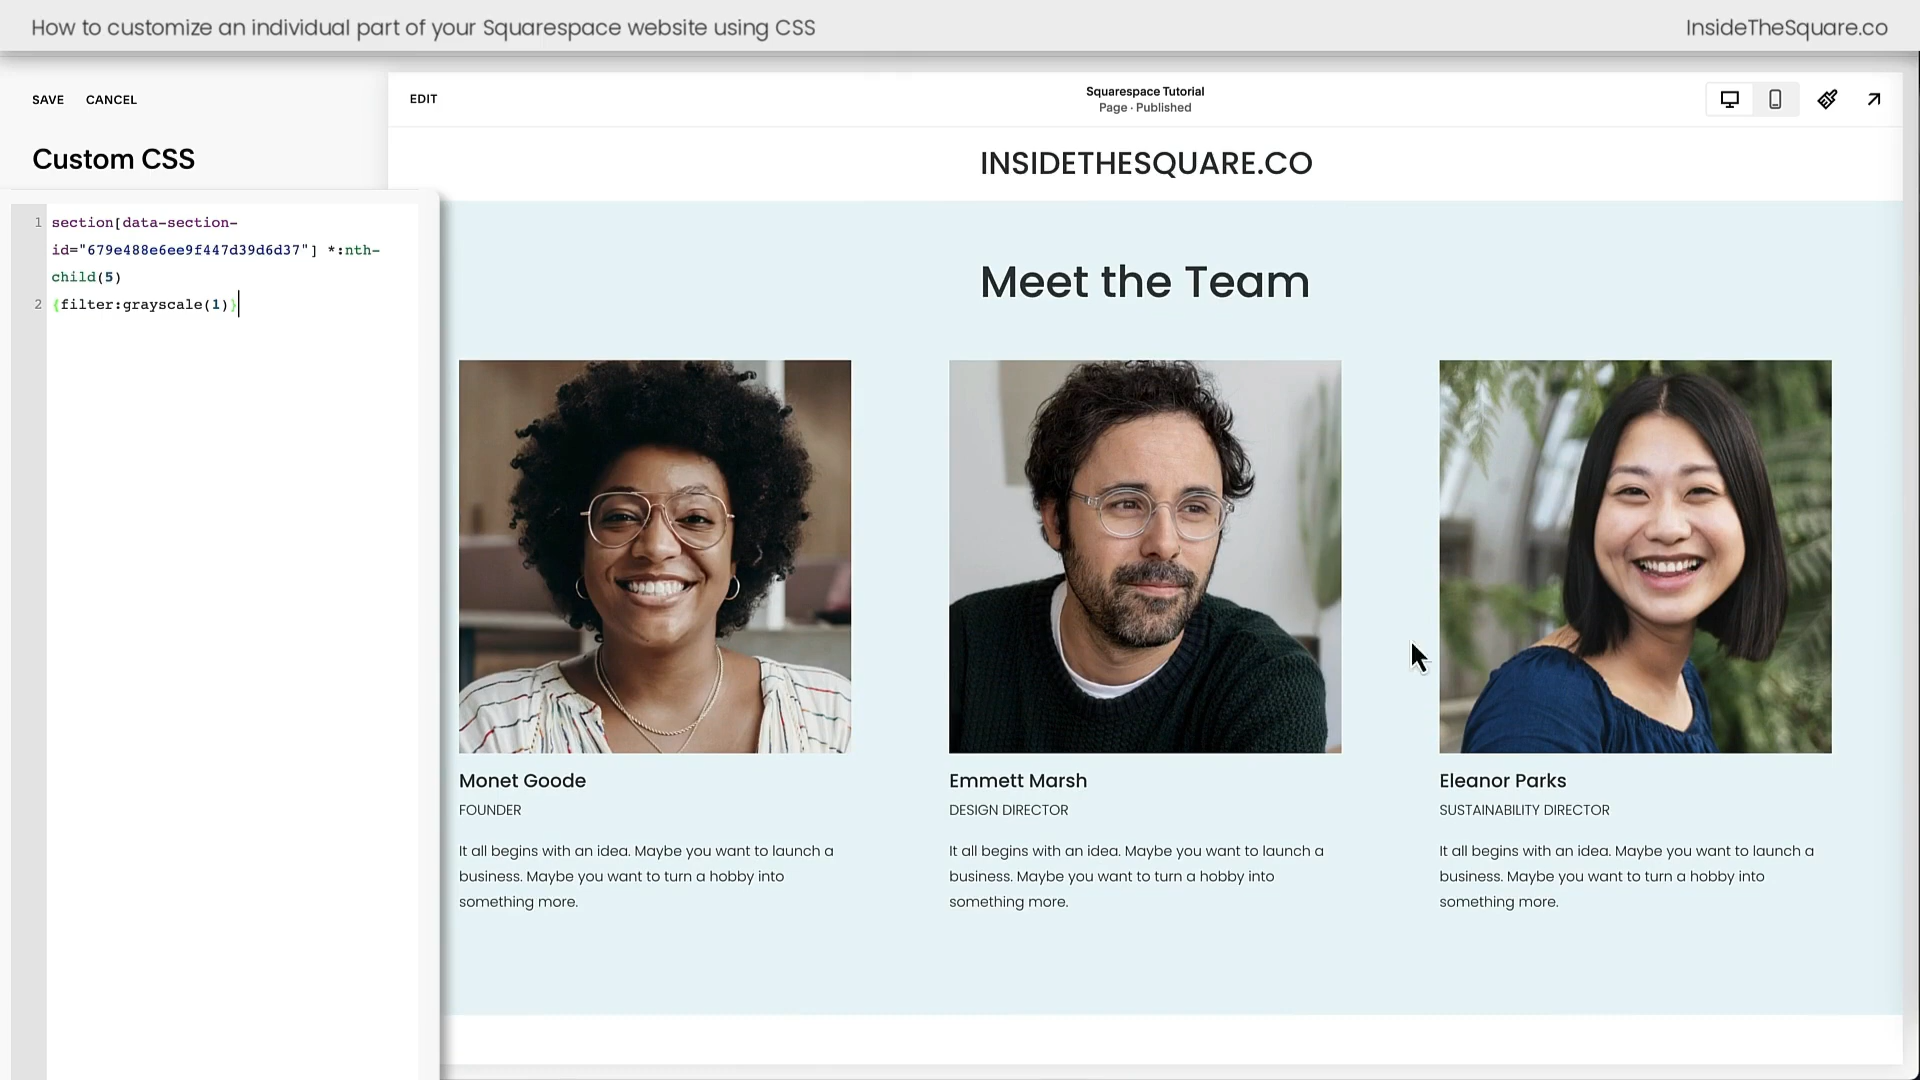 How to customize an individual part of your Squarespace website using CSS
InsideTheSquare.co
SAVE CANCEL
EDIT
Squarespace Tutorial
Page · Published
Custom CSS
INSIDETHESQUARE.CO
1 section[data-section-
id="679e488e6ee9f447d39d6d37"] *:nth-
child(5)
2 {filter:grayscale(1)}
Meet the Team
Monet Goode
FOUNDER
It all begins with an idea. Maybe you want to launch a
business. Maybe you want to turn a hobby into
something more.
Emmett Marsh
DESIGN DIRECTOR
It all begins with an idea. Maybe you want to launch a
business. Maybe you want to turn a hobby into
something more.
Eleanor Parks
SUSTAINABILITY DIRECTOR
It all begins with an idea. Maybe you want to launch a
business. Maybe you want to turn a hobby into
something more.